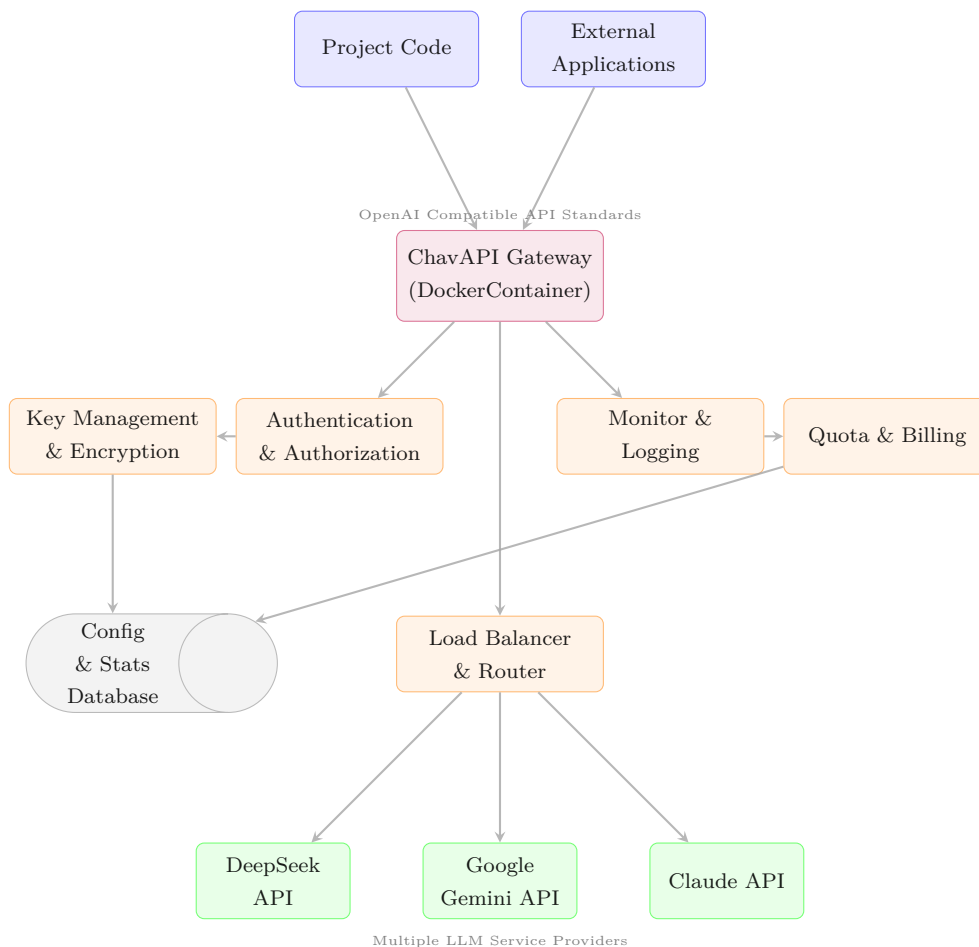 Project Code
External
Applications
OpenAI Compatible API Standards
ChavAPI Gateway
(DockerContainer)
Key Management
& Encryption
Authentication
& Authorization
Monitor &
Logging
Quota & Billing
Config
& Stats
Database
Load Balancer
& Router
DeepSeek
API
Google
Gemini API
Claude API
Multiple LLM Service Providers